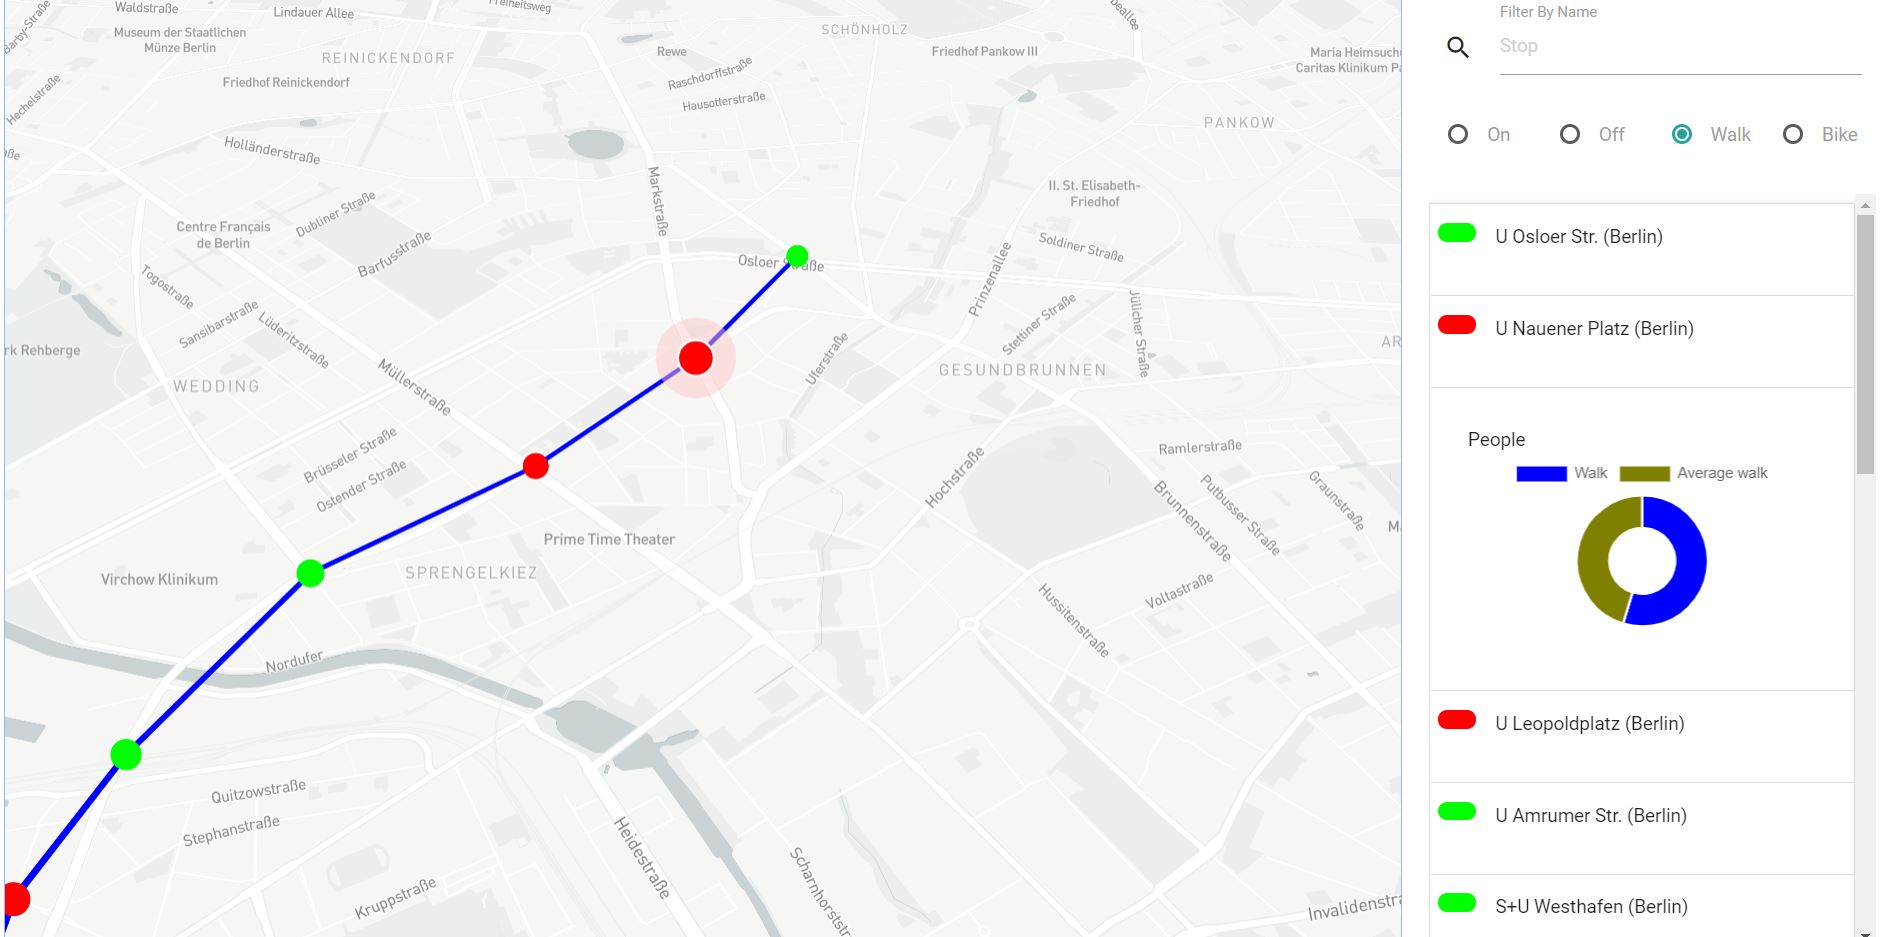 Waldstraße
Lindauer Allee
Freiheitsweg
Museum der Staatlichen
Münze Berlin
SCHÖNHOLZ
Rewe
Friedhof Pankow III
Maria Heimsuch
Caritas Klinikum Pa
REINICKENDORF
Friedhof Reinickendorf
Raschdorffstraße
Hausotterstraße
Hechelstraße
PANKOW
Holländerstraße
Markstraße
II. St. Elisabeth-
Friedhof
Centre Français
de Berlin
Dubliner Straße
Barfusstraße
Togostraße
Osloer Straße
Soldiner Straße
Prinzenallee
Sansibarstraße
Lüderitzstraße
Stettiner Straße
Jülicher Straße
rk Rehberge
WEDDING
Müllerstraße
Uferstraße
GESUNDBRUNNEN
AR
Brüsseler Straße
Ostender Straße
Ramlerstraße
Hochstraße
Putbusser Straße
Graunstraße
Brunnenstraße
Prime Time Theater
Virchow Klinikum
SPRENGELKIEZ
Voltastraße
Hussitenstraße
Nordufer
Quitzowstraße
Stephanstraße
Heidestraße
Kruppstraße
Scharnhorststr
Invalidenstra
Filter By Name
Stop
On Off Walk Bike
U Osloer Str. (Berlin)
U Nauener Platz (Berlin)
People
Walk Average walk
U Leopoldplatz (Berlin)
U Amrumer Str. (Berlin)
S+U Westhafen (Berlin)